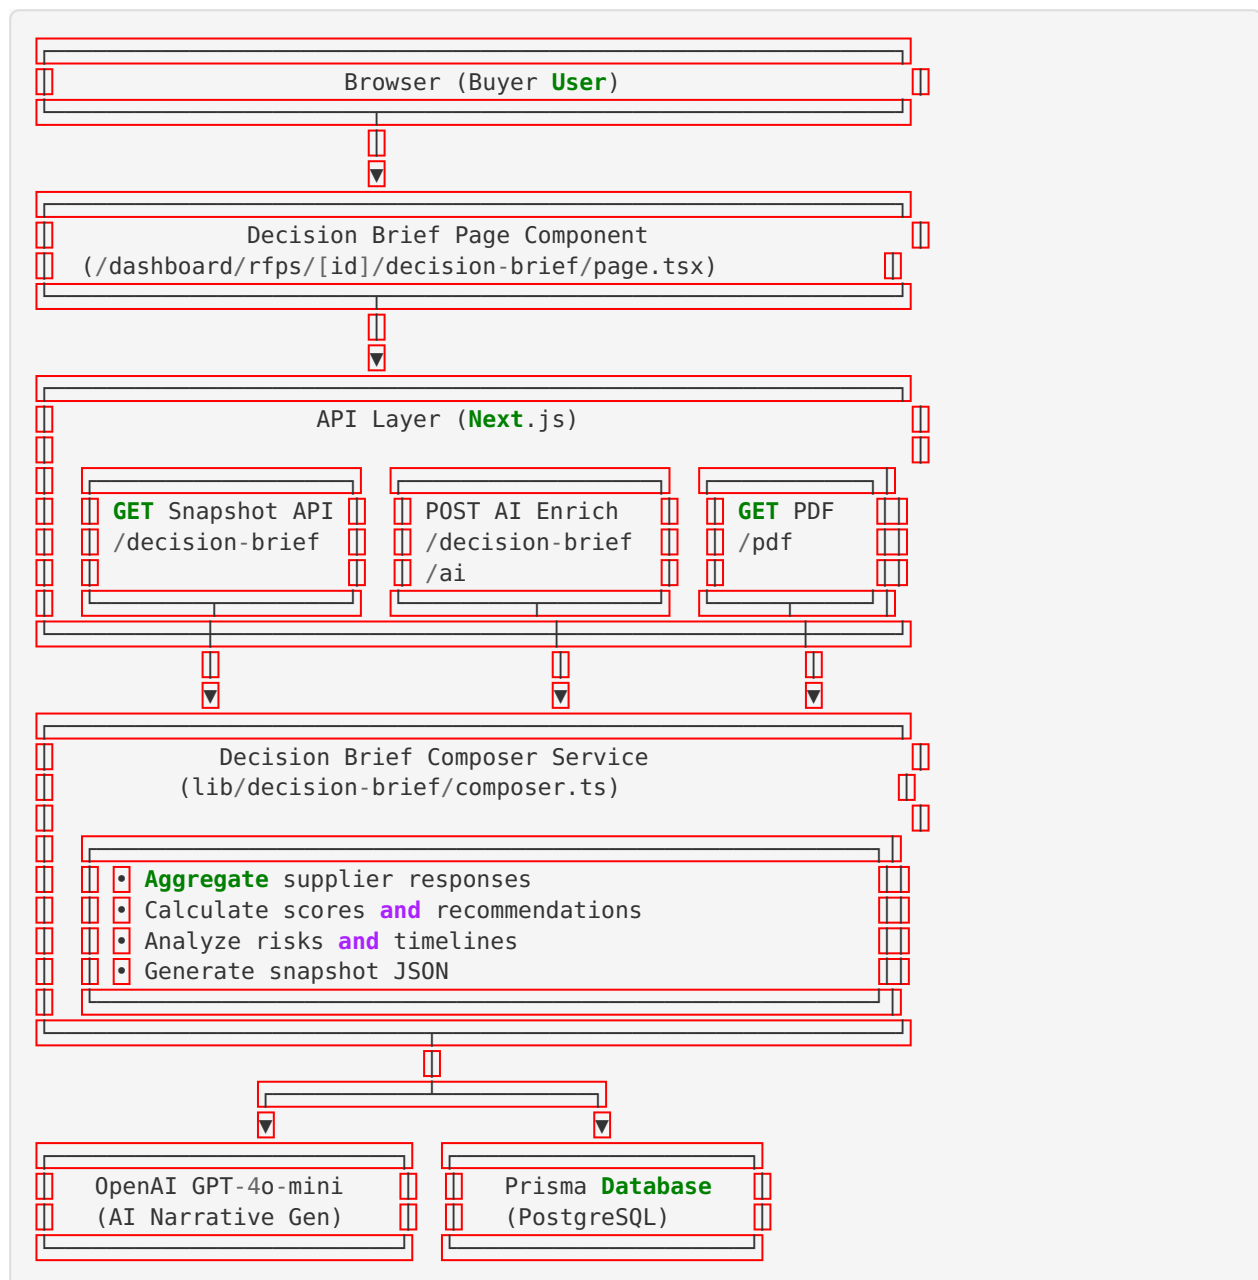 Browser (Buyer User)
▼
Decision Brief Page Component
(/dashboard/rfps/[id]/decision-brief/page.tsx)
▼
API Layer (Next.js)
GET Snapshot API POST AI Enrich GET PDF
/decision-brief /decision-brief /pdf
/ai
▼ ▼ ▼
Decision Brief Composer Service
(lib/decision-brief/composer.ts)
• Aggregate supplier responses
• Calculate scores and recommendations
• Analyze risks and timelines
• Generate snapshot JSON
▼ ▼
OpenAI GPT-4o-mini Prisma Database
(AI Narrative Gen) (PostgreSQL)